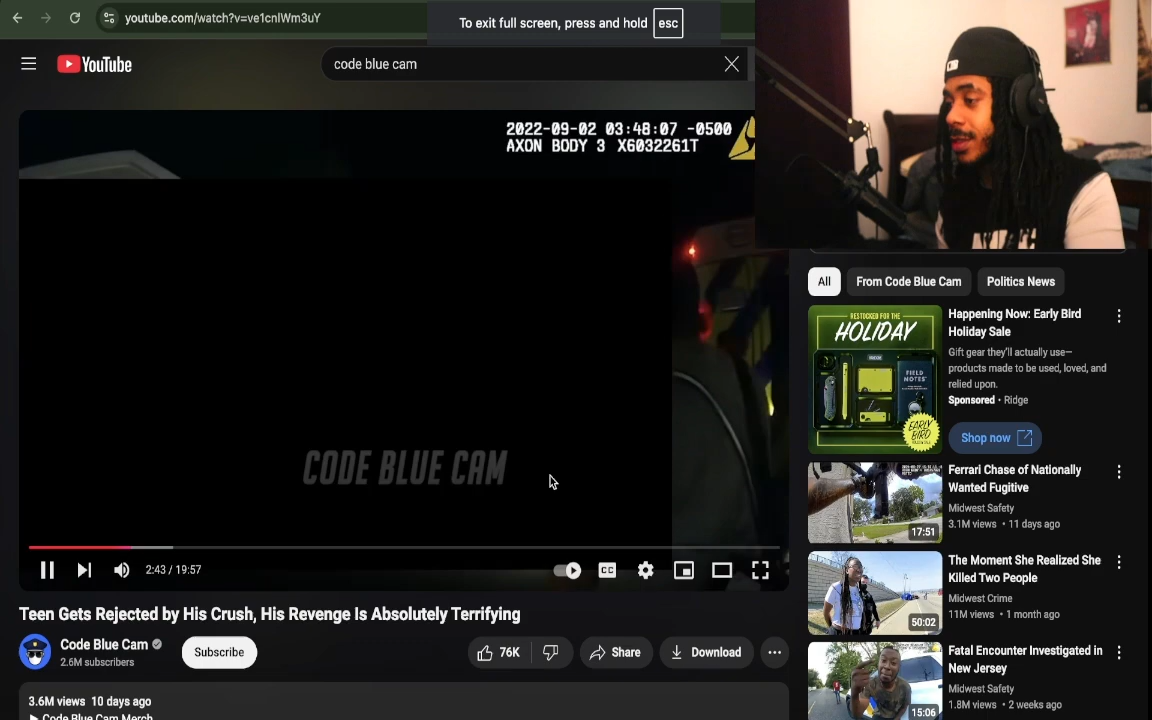 youtube.com/watch?v=ve1cnlWm3uY
To exit full screen, press and hold esc
YouTube
code blue cam
2022-09-02 03:48:07 -0500
AXON BODY 3 X6032261T
CODE BLUE CAM
2:43 / 19:57
CC
Teen Gets Rejected by His Crush, His Revenge Is Absolutely Terrifying
Code Blue Cam
2.6M subscribers
Subscribe
76K
Share
Download
3.6M views 10 days ago
Code Blue Cam Merch
All
From Code Blue Cam
Politics News
RESTOCKED FOR THE
HOLIDAY
FIELD
NOTES
EARLY
BIRD
Happening Now: Early Bird
Holiday Sale
Gift gear they'll actually use—
products made to be used, loved, and
relied upon.
Sponsored • Ridge
Shop now
17:51
Ferrari Chase of Nationally
Wanted Fugitive
Midwest Safety
3.1M views • 11 days ago
50:02
The Moment She Realized She
Killed Two People
Midwest Crime
11M views • 1 month ago
15:06
Fatal Encounter Investigated in
New Jersey
Midwest Safety
1.8M views • 2 weeks ago